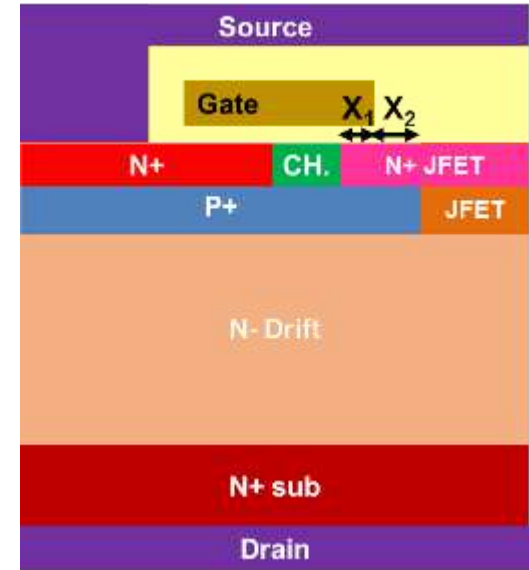 Source
Gate X₁ X₂
N+ CH. N+ JFET
P+ JFET
N- Drift
N+ sub
Drain